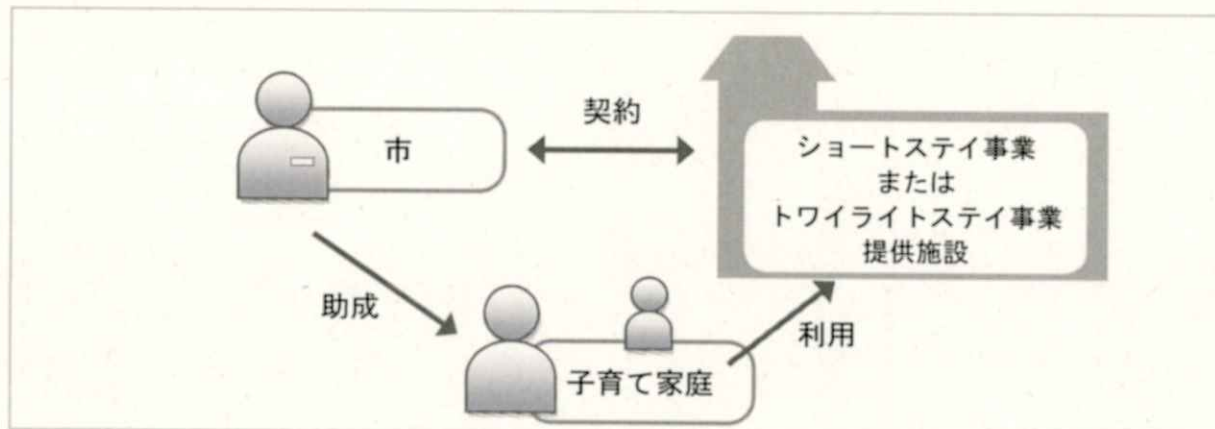 市
契約
ショートステイ事業
または
トワイライトステイ事業
提供施設
助成
利用
子育て家庭